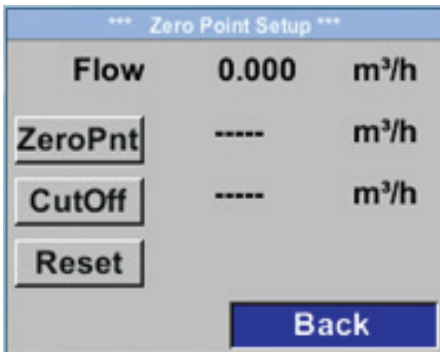 *** Zero Point Setup ***
Flow 0.000 m³/h
ZeroPnt ----- m³/h
CutOff ----- m³/h
Reset
Back